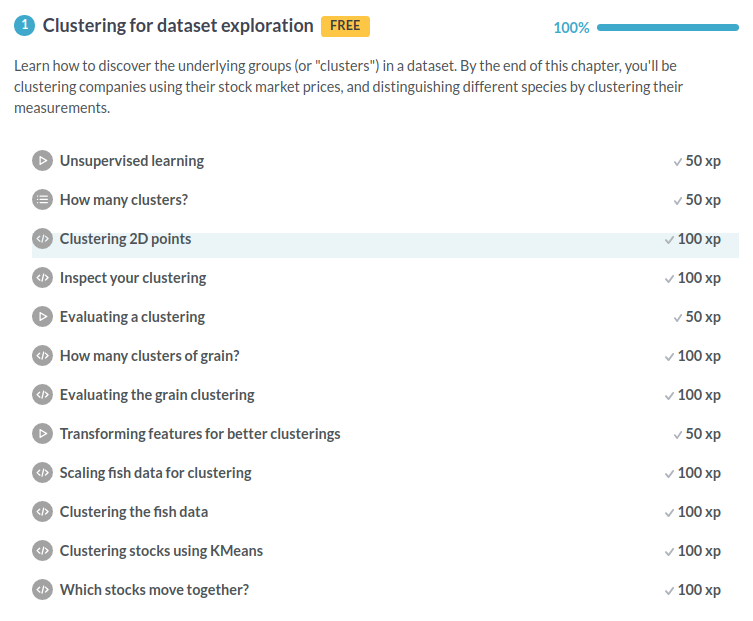 1 Clustering for dataset exploration FREE 100%
Learn how to discover the underlying groups (or "clusters") in a dataset. By the end of this chapter, you'll be
clustering companies using their stock market prices, and distinguishing different species by clustering their
measurements.
Unsupervised learning 50 xp
How many clusters? 50 xp
Clustering 2D points 100 xp
Inspect your clustering 100 xp
Evaluating a clustering 50 xp
How many clusters of grain? 100 xp
Evaluating the grain clustering 100 xp
Transforming features for better clusterings 50 xp
Scaling fish data for clustering 100 xp
Clustering the fish data 100 xp
Clustering stocks using KMeans 100 xp
Which stocks move together? 100 xp